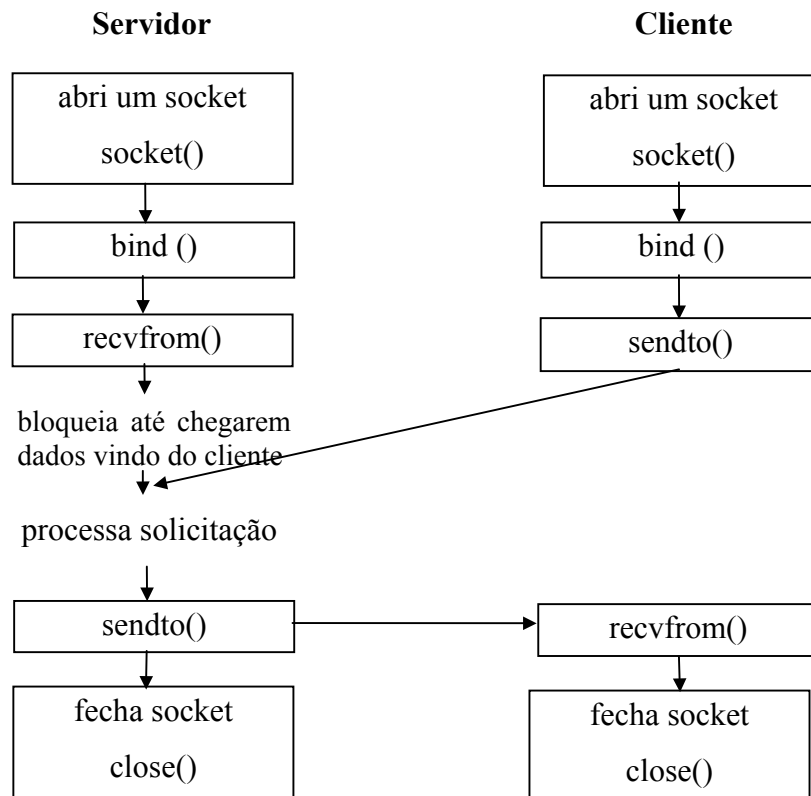 Servidor
abri um socket
socket()
bind ()
recvfrom()
bloqueia até chegarem
dados vindo do cliente
processa solicitação
sendto()
fecha socket
close()
Cliente
abri um socket
socket()
bind ()
sendto()
recvfrom()
fecha socket
close()